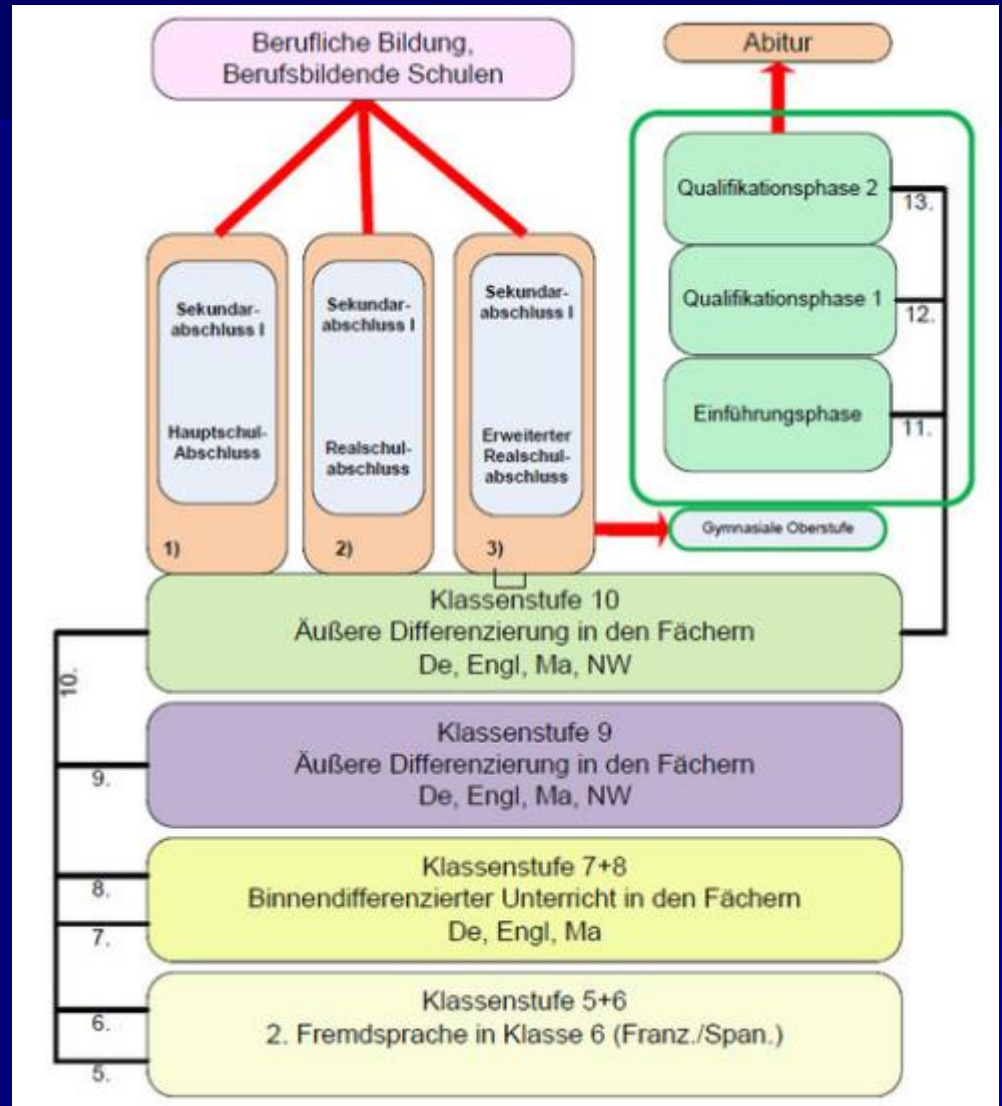 Berufliche Bildung,
Berufsbildende Schulen
Abitur
Qualifikationsphase 2
13.
Qualifikationsphase 1
12.
Einführungsphase
11.
Gymnasiale Oberstufe
Sekundar-
abschluss I
Hauptschul-
Abschluss
1)
Sekundar-
abschluss I
Realschul-
abschluss
2)
Sekundar-
abschluss I
Erweiterter
Realschul-
abschluss
3)
Klassenstufe 10
Äußere Differenzierung in den Fächern
De, Engl, Ma, NW
10.
Klassenstufe 9
Äußere Differenzierung in den Fächern
De, Engl, Ma, NW
9.
Klassenstufe 7+8
Binnendifferenzierter Unterricht in den Fächern
De, Engl, Ma
8.
7.
Klassenstufe 5+6
2. Fremdsprache in Klasse 6 (Franz./Span.)
6.
5.